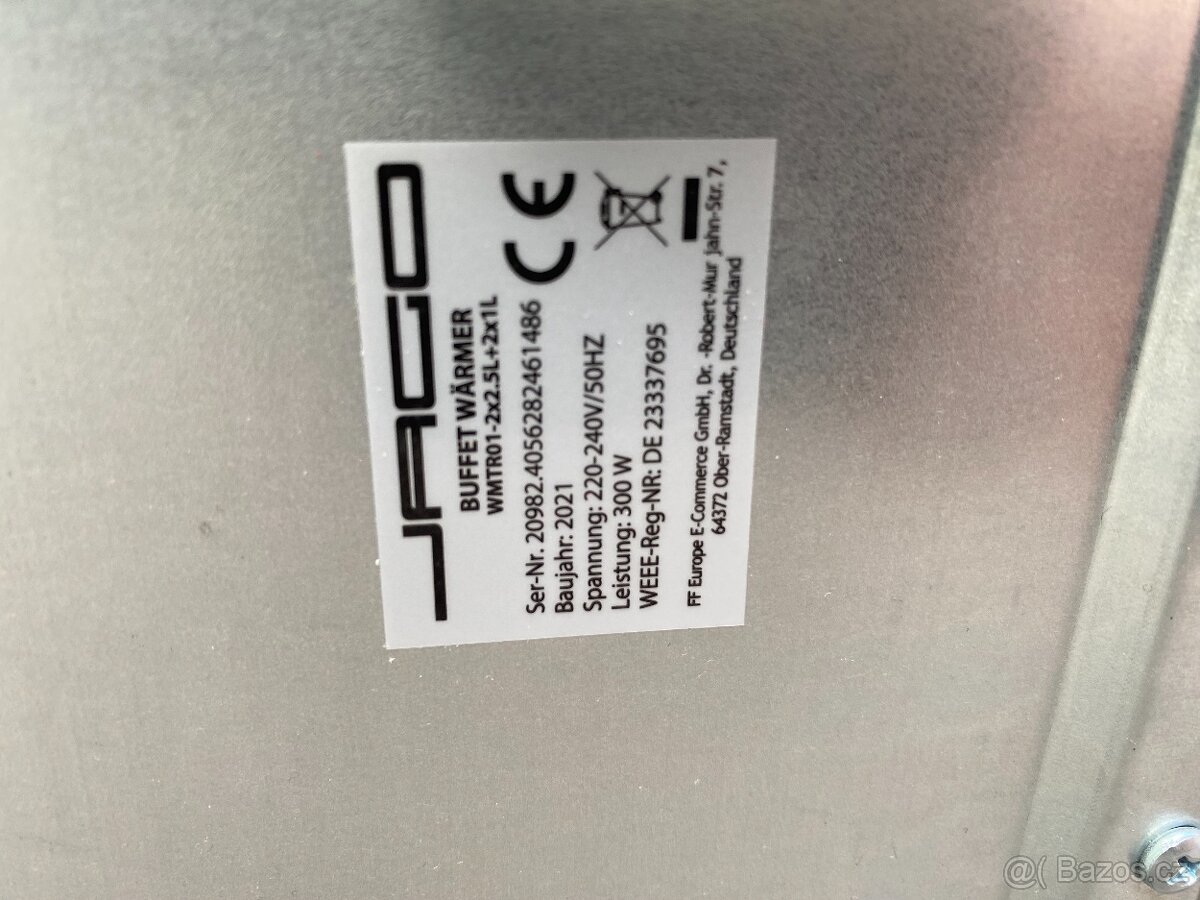 JAGO
BUFFET WÄRMER
WMTR01-2x2.5L+2x1L
Ser-Nr. 20982.4056282461486
Baujahr: 2021
Spannung: 220-240V/50HZ
Leistung: 300 W
WEEE-Reg-NR: DE 23337695
CE
FF Europe E-Commerce GmbH, Dr. -Robert-Mur jahn-Str. 7,
64372 Ober-Ramstadt, Deutschland
@( Bazos.cz